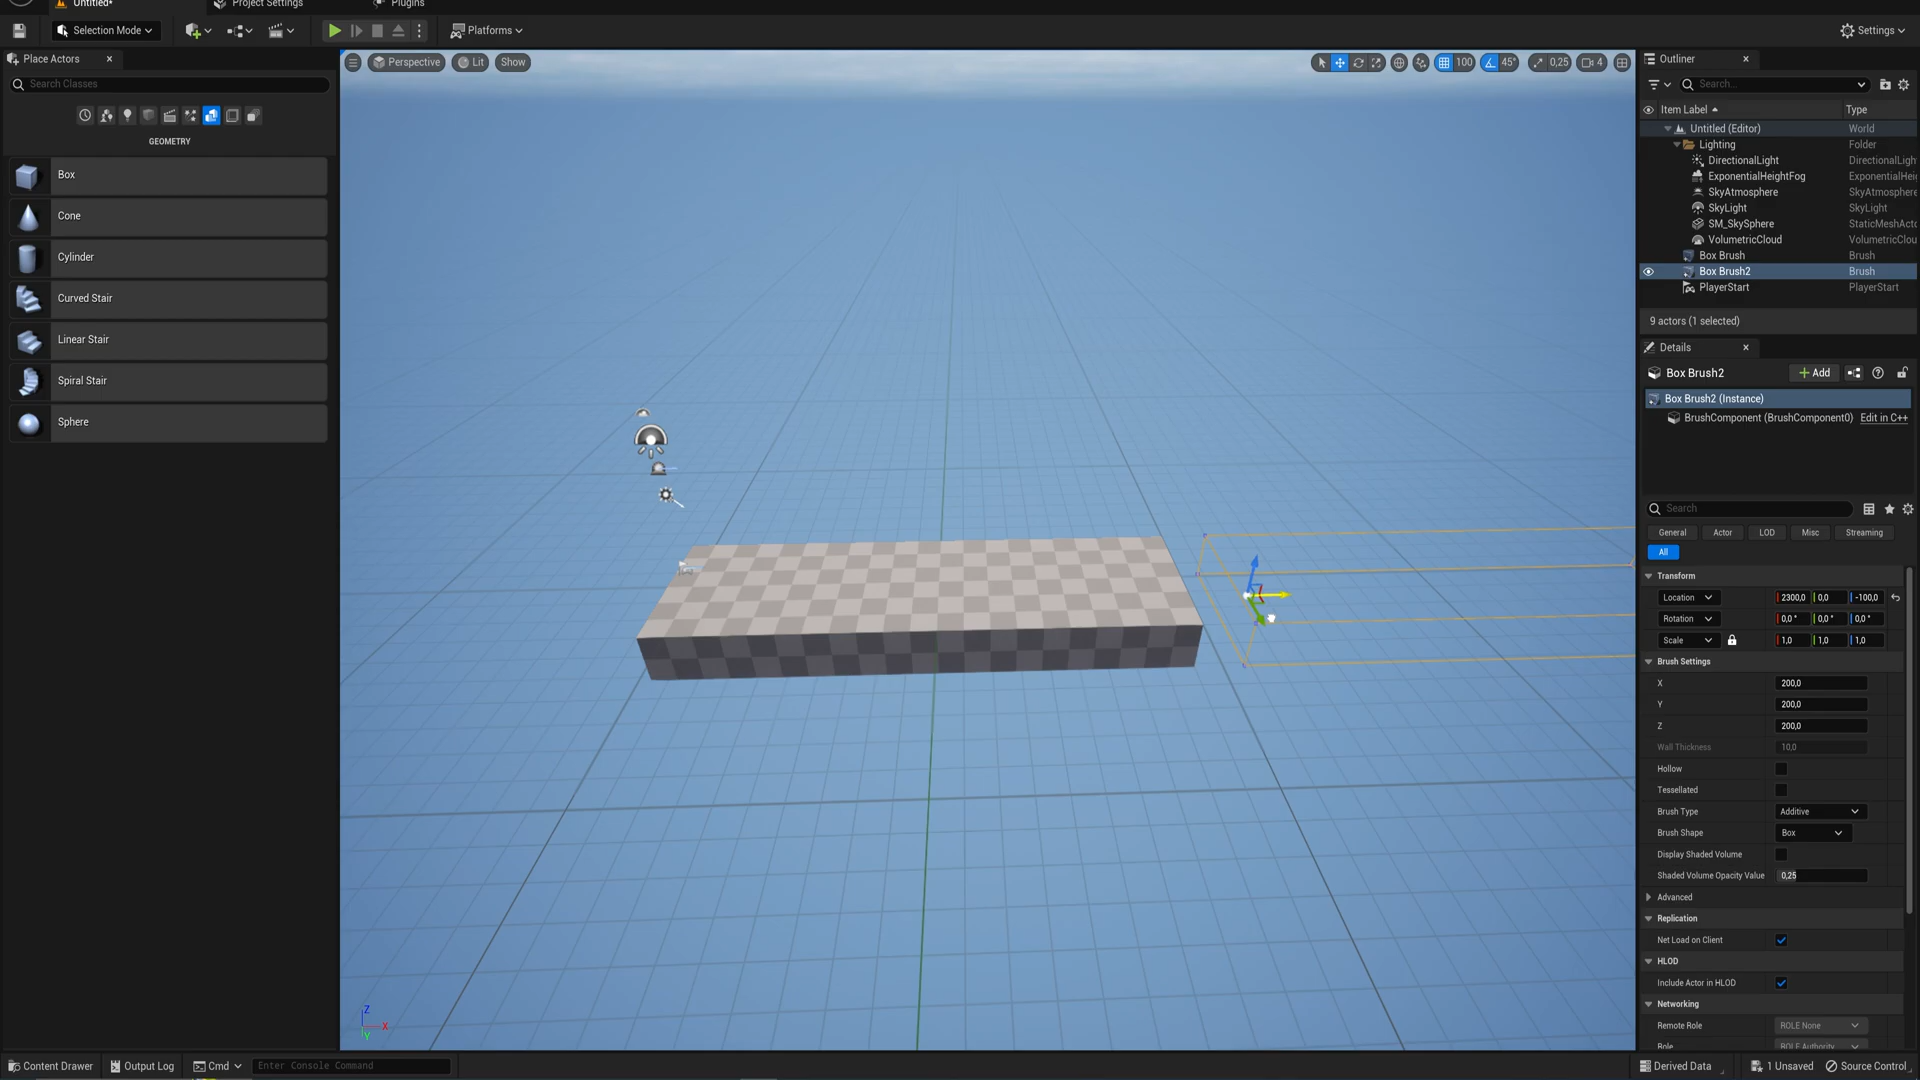 Untitled*
Project Settings
Plugins
Selection Mode
Platforms
Settings
Place Actors
Search Classes
GEOMETRY
Box
Cone
Cylinder
Curved Stair
Linear Stair
Spiral Stair
Sphere
Perspective
Lit
Show
100
45°
0,25
4
Z
X
Y
Outliner
Search...
Item Label
Type
Untitled (Editor)
World
Lighting
Folder
DirectionalLight
DirectionalLigh
ExponentialHeightFog
ExponentialHei
SkyAtmosphere
SkyAtmosphere
SkyLight
SkyLight
SM_SkySphere
StaticMeshActo
VolumetricCloud
VolumetricClou
Box Brush
Brush
Box Brush2
Brush
PlayerStart
PlayerStart
9 actors (1 selected)
Details
Box Brush2
Add
Box Brush2 (Instance)
BrushComponent (BrushComponent0)
Edit in C++
Search
General
Actor
LOD
Misc
Streaming
All
Transform
Location
2300,0
0,0
-100,0
Rotation
0,0 °
0,0 °
0,0 °
Scale
1,0
1,0
1,0
Brush Settings
X
200,0
Y
200,0
Z
200,0
Wall Thickness
10,0
Hollow
Tessellated
Brush Type
Additive
Brush Shape
Box
Display Shaded Volume
Shaded Volume Opacity Value
0,25
Advanced
Replication
Net Load on Client
HLOD
Include Actor in HLOD
Networking
Remote Role
ROLE None
Role
ROLE Authority
Content Drawer
Output Log
Cmd
Enter Console Command
Derived Data
1 Unsaved
Source Control